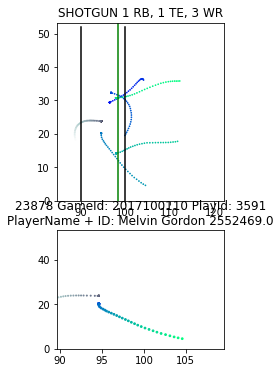 SHOTGUN 1 RB, 1 TE, 3 WR
50
40
30
20
10
0
90 100 110 120
23878 GameId: 2017100110 PlayId: 3591
PlayerName + ID: Melvin Gordon 2552469.0
40
20
0
90 95 100 105